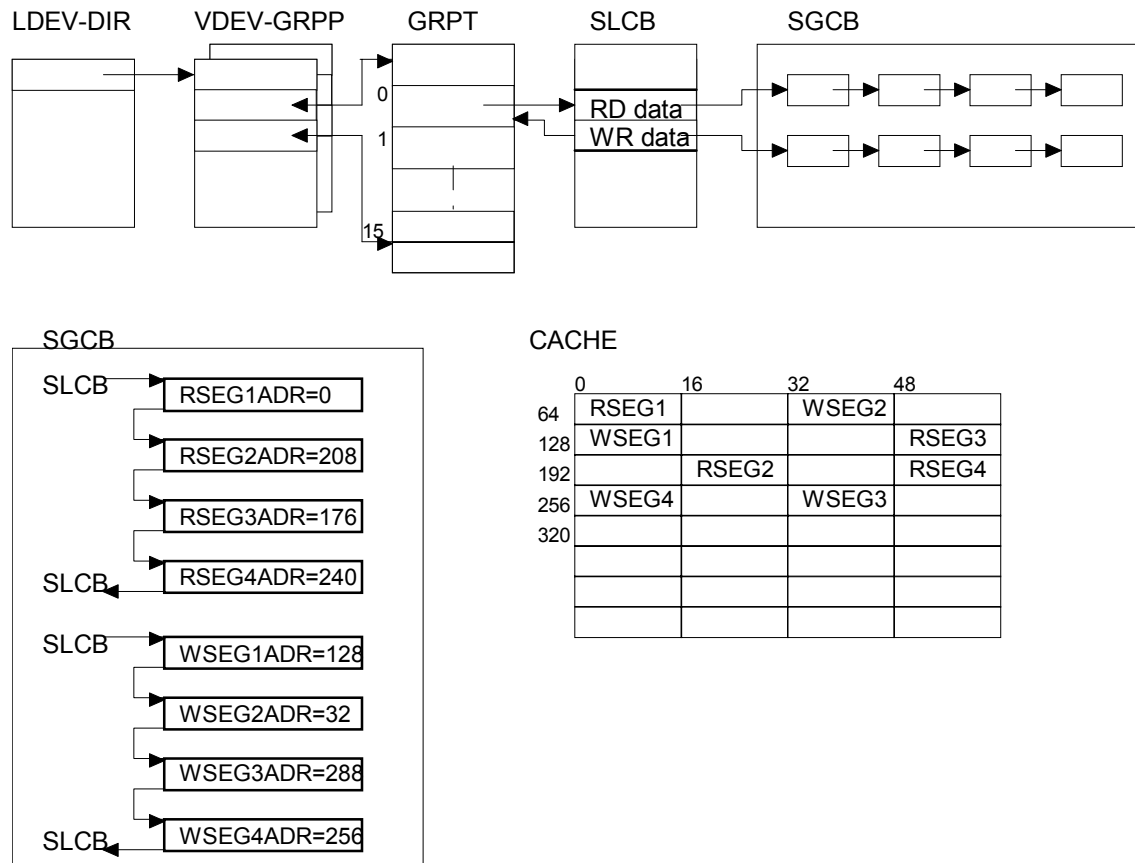 LDEV-DIR VDEV-GRPP GRPT SLCB SGCB
0
RD data
1
WR data
15
SGCB
SLCB
RSEG1ADR=0
RSEG2ADR=208
RSEG3ADR=176
RSEG4ADR=240
SLCB
SLCB
WSEG1ADR=128
WSEG2ADR=32
WSEG3ADR=288
WSEG4ADR=256
SLCB
CACHE
0 16 32 48
64 RSEG1 WSEG2
128 WSEG1 RSEG3
192 RSEG2 RSEG4
256 WSEG4 WSEG3
320